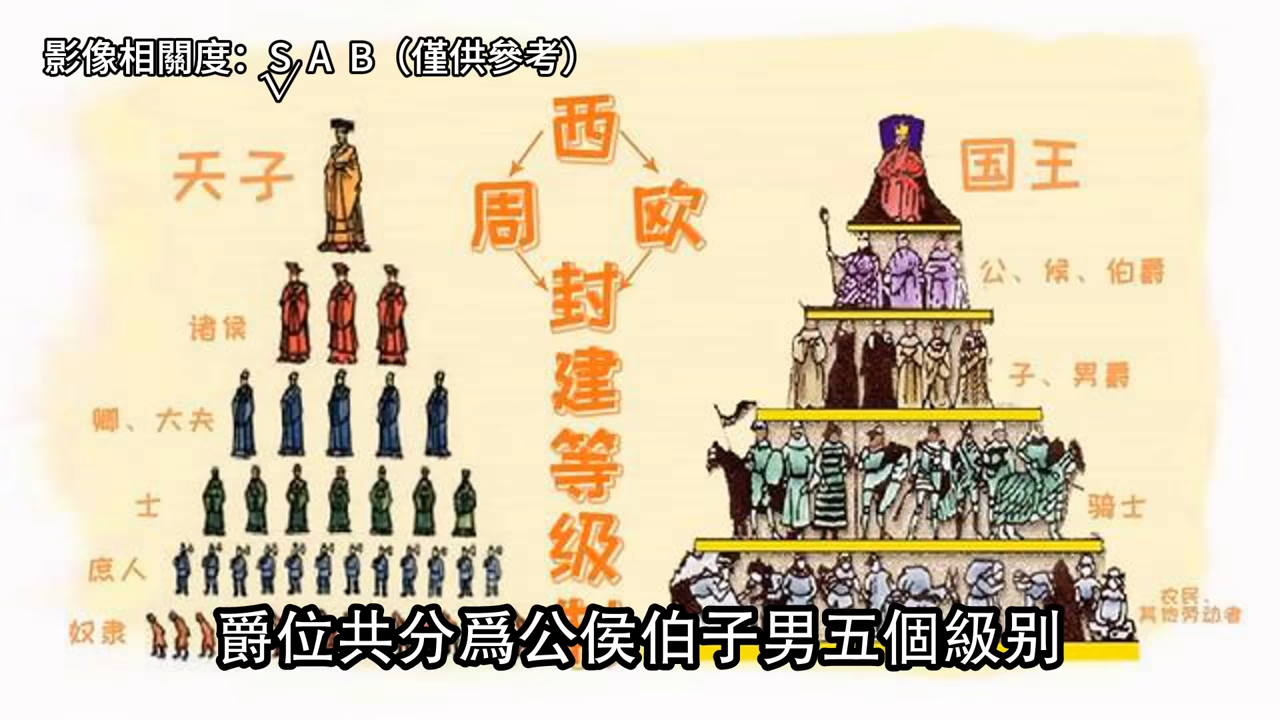 影像相關度：S A B（僅供參考）
√
西
周 欧
封
建
等
级
天子
诸侯
卿、大夫
士
庶人
奴隶
国王
公、侯、伯爵
子、男爵
骑士
农民、
其他劳动者
爵位共分爲公侯伯子男五個級别